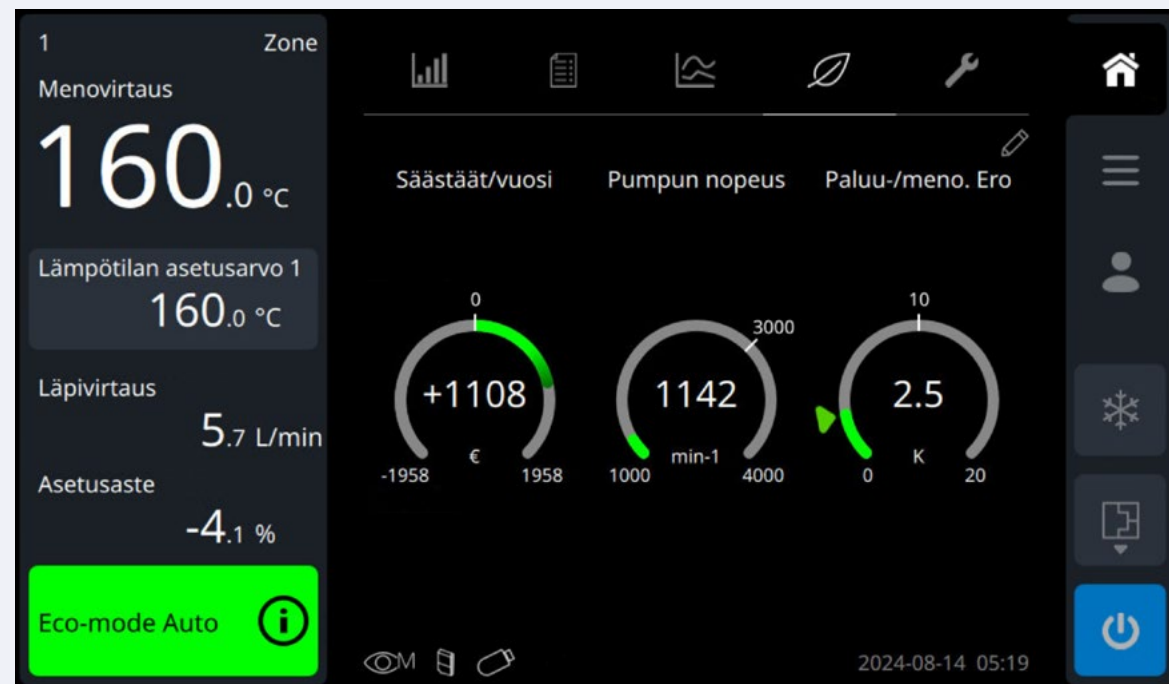 1 Zone
Menovirtaus
160.0 °C
Lämpötilan asetusarvo 1
160.0 °C
Läpivirtaus
5.7 L/min
Asetusaste
-4.1 %
Eco-mode Auto
Säästäät/vuosi Pumpun nopeus Paluu-/meno. Ero
0
+1108
€
-1958 1958
3000
1142
min-1
1000 4000
10
2.5
K
0 20
M
2024-08-14 05:19